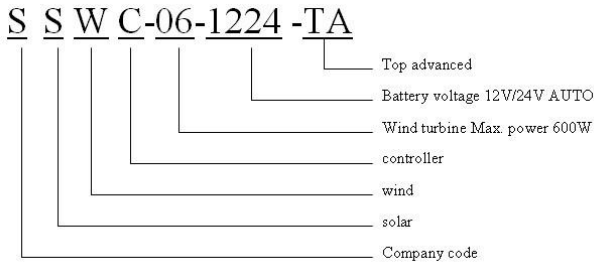 S S W C-06-1224 -TA
Top advanced
Battery voltage 12V/24V AUTO
Wind turbine Max. power 600W
controller
wind
solar
Company code